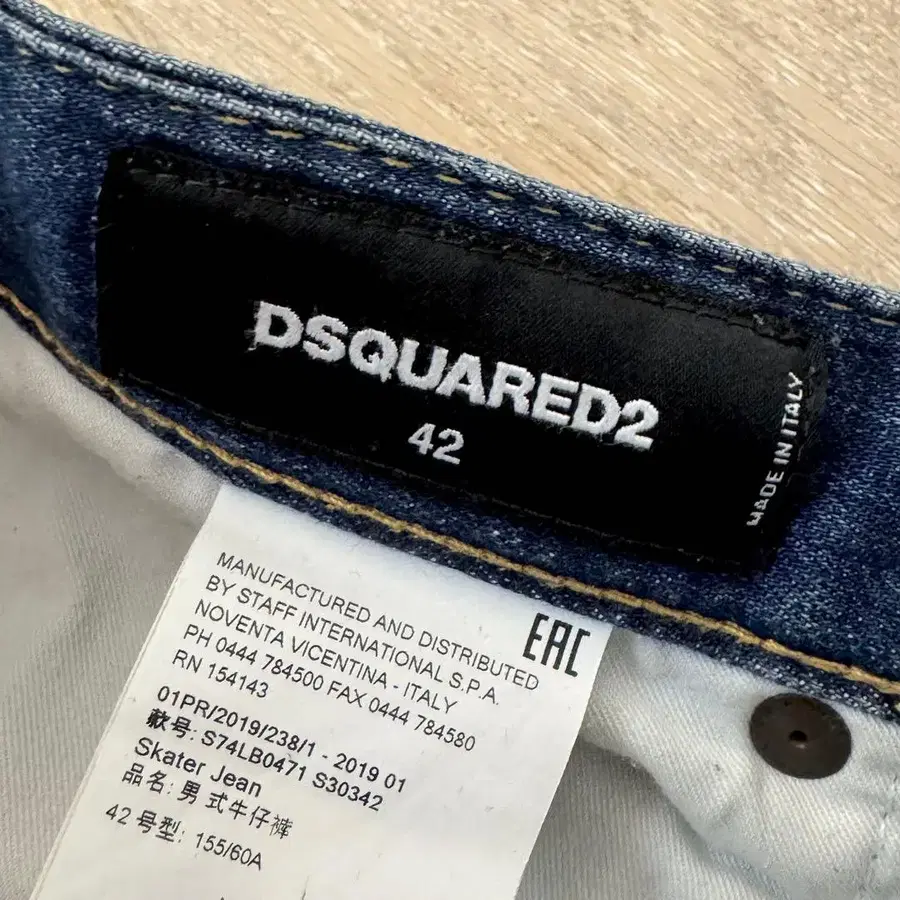 DSQUARED2
42
MADE IN ITALY
MANUFACTURED AND DISTRIBUTED
BY STAFF INTERNATIONAL S.P.A.
NOVENTA VICENTINA - ITALY
PH 0444 784500 FAX 0444 784580
RN 154143
EAC
01PR/2019/238/1 - 2019 01
款号: S74LB0471 S30342
Skater Jean
品名: 男式牛仔裤
42 号型: 155/60A